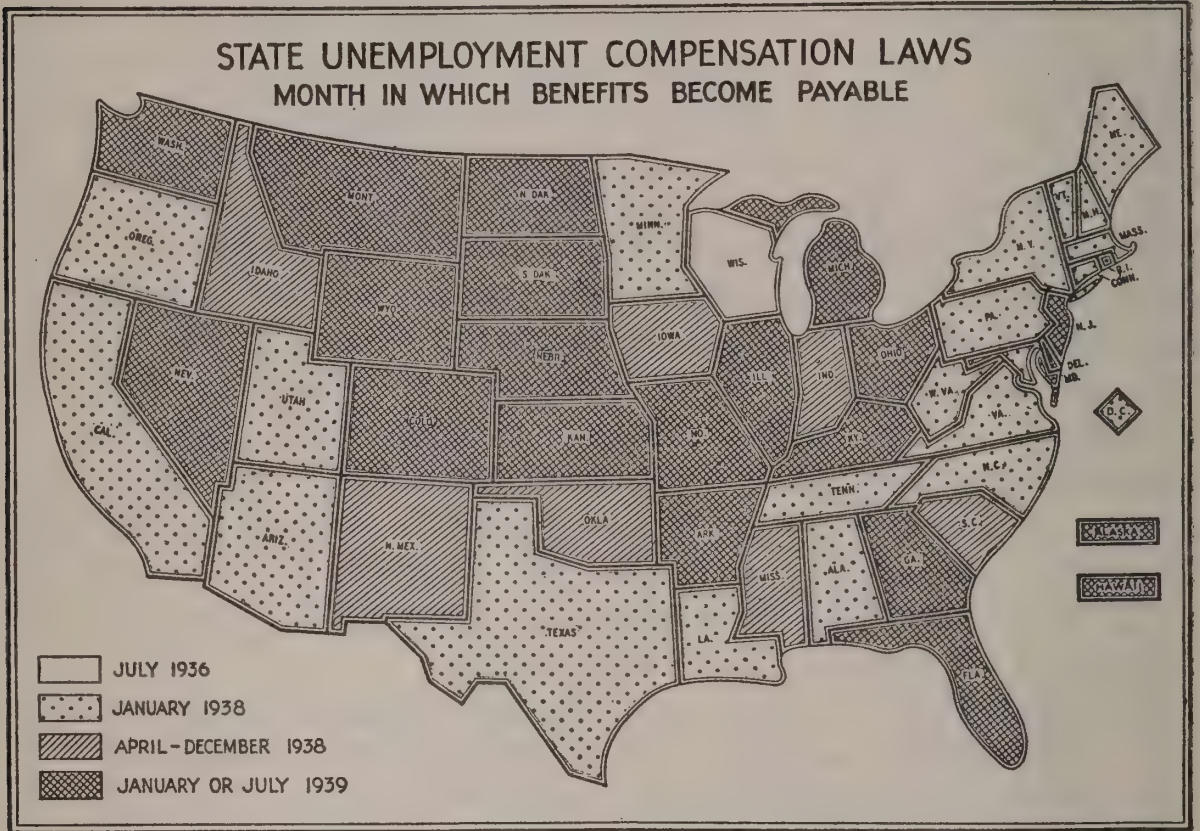 STATE UNEMPLOYMENT COMPENSATION LAWS
MONTH IN WHICH BENEFITS BECOME PAYABLE
WASH.
MONT.
N. DAK.
MINN.
ME.
OREG.
IDAHO
S. DAK.
WIS.
MICH.
VT.
N.H.
MASS.
N.Y.
R.I.
CONN.
WYO.
NEBR.
IOWA
PA.
N.J.
NEV.
UTAH
ILL.
IND.
OHIO
DEL.
MD.
W. VA.
VA.
D.C.
CAL.
KAN.
MO.
KY.
N.C.
TENN.
ARIZ.
N. MEX.
OKLA.
ARK.
S.C.
ALASKA
MISS.
ALA.
GA.
HAWAII
TEXAS
LA.
FLA.
JULY 1936
JANUARY 1938
APRIL-DECEMBER 1938
JANUARY OR JULY 1939